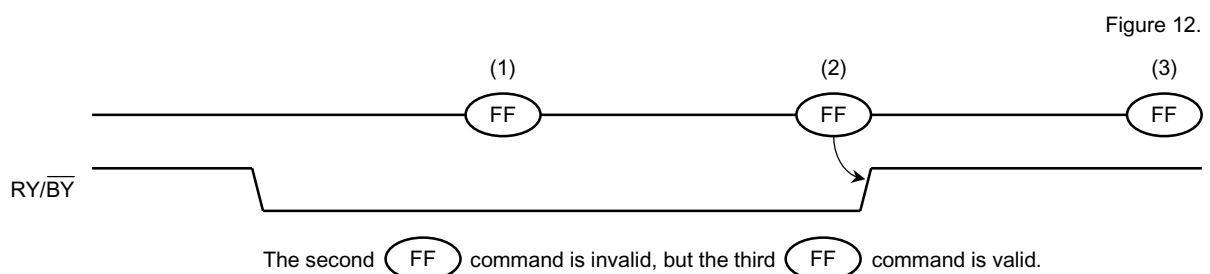 Figure 12.
(1) (2) (3)
FF FF FF
RY/B̅Y̅
The second FF command is invalid, but the third FF command is valid.